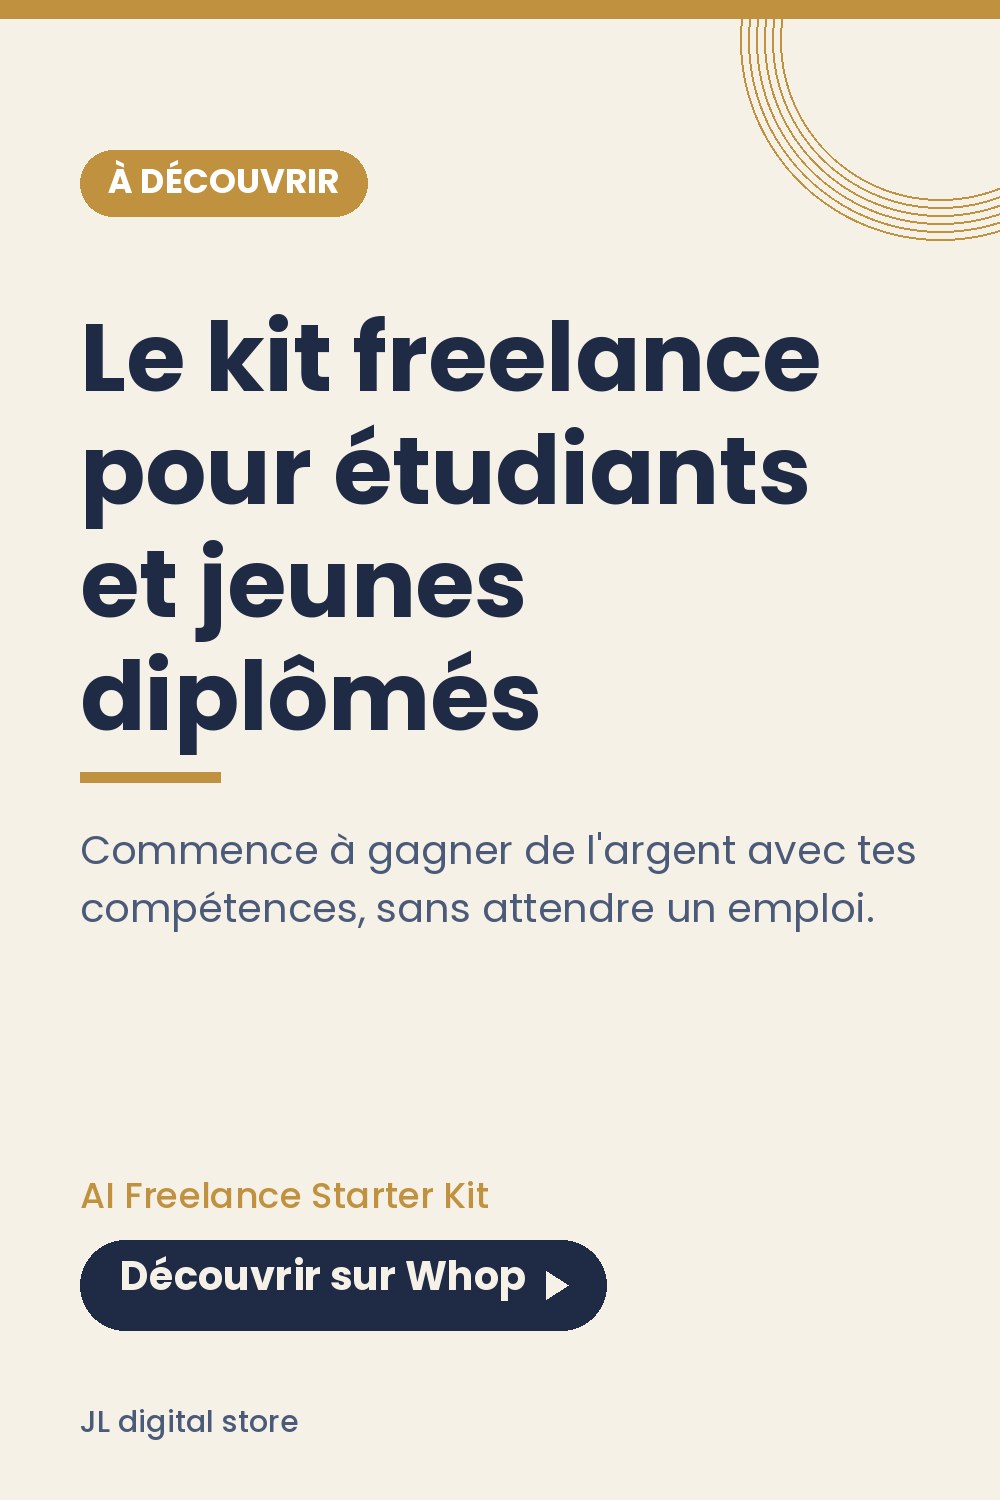 À DÉCOUVRIR
Le kit freelance
pour étudiants
et jeunes
diplômés
Commence à gagner de l'argent avec tes
compétences, sans attendre un emploi.
AI Freelance Starter Kit
Découvrir sur Whop
JL digital store